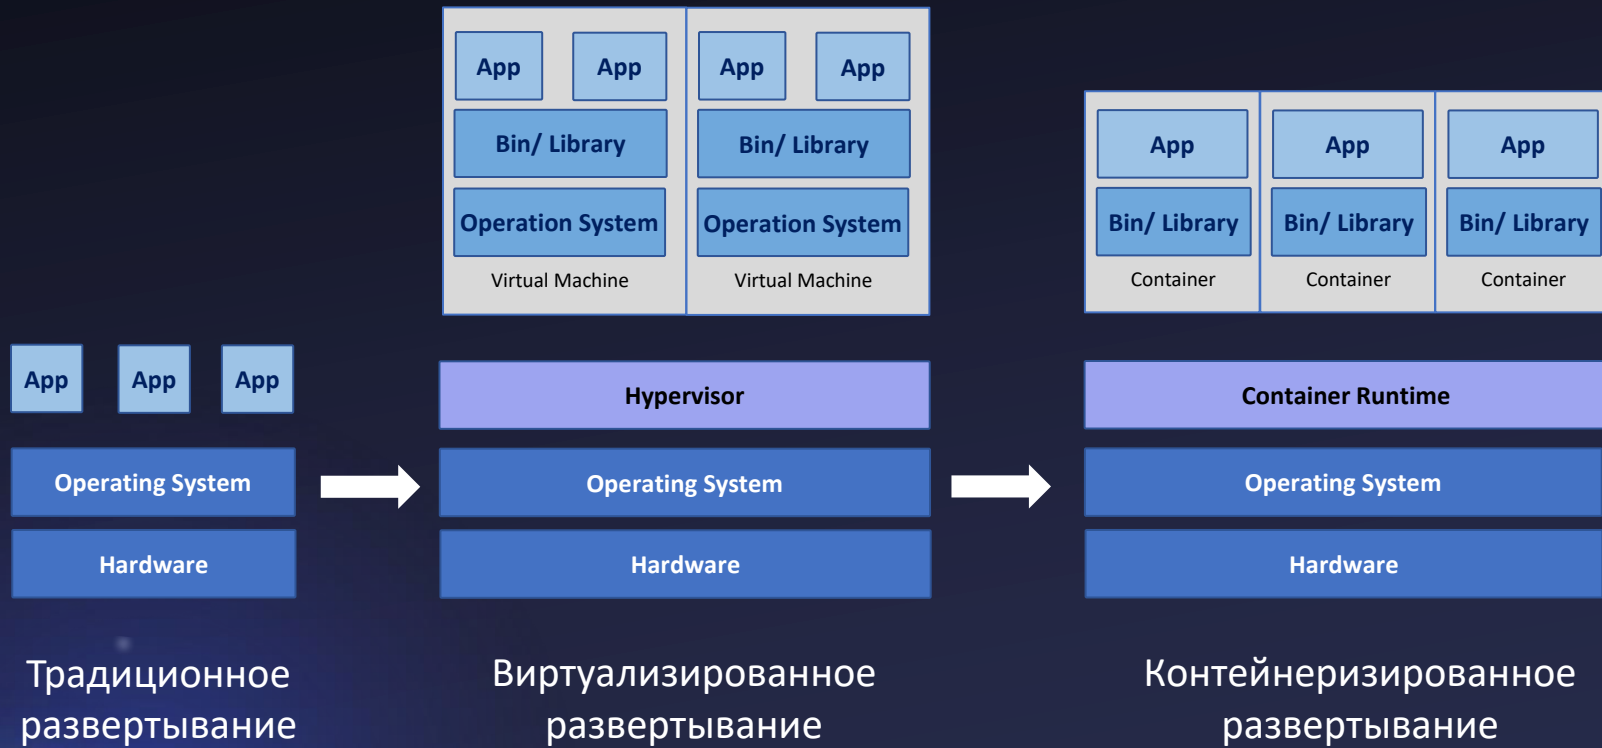 App
App
App
Operating System
Hardware
Традиционное
развертывание
App
App
App
App
Bin/ Library
Bin/ Library
Operation System
Operation System
Virtual Machine
Virtual Machine
Hypervisor
Operating System
Hardware
Виртуализированное
развертывание
App
App
App
Bin/ Library
Bin/ Library
Bin/ Library
Container
Container
Container
Container Runtime
Operating System
Hardware
Контейнеризированное
развертывание